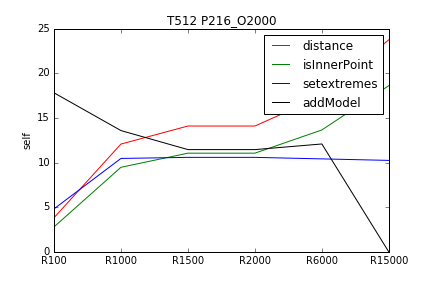 T512 P216_O2000
25
20
15
10
5
0
self
distance
isInnerPoint
setextremes
addModel
R100 R1000 R1500 R2000 R6000 R15000